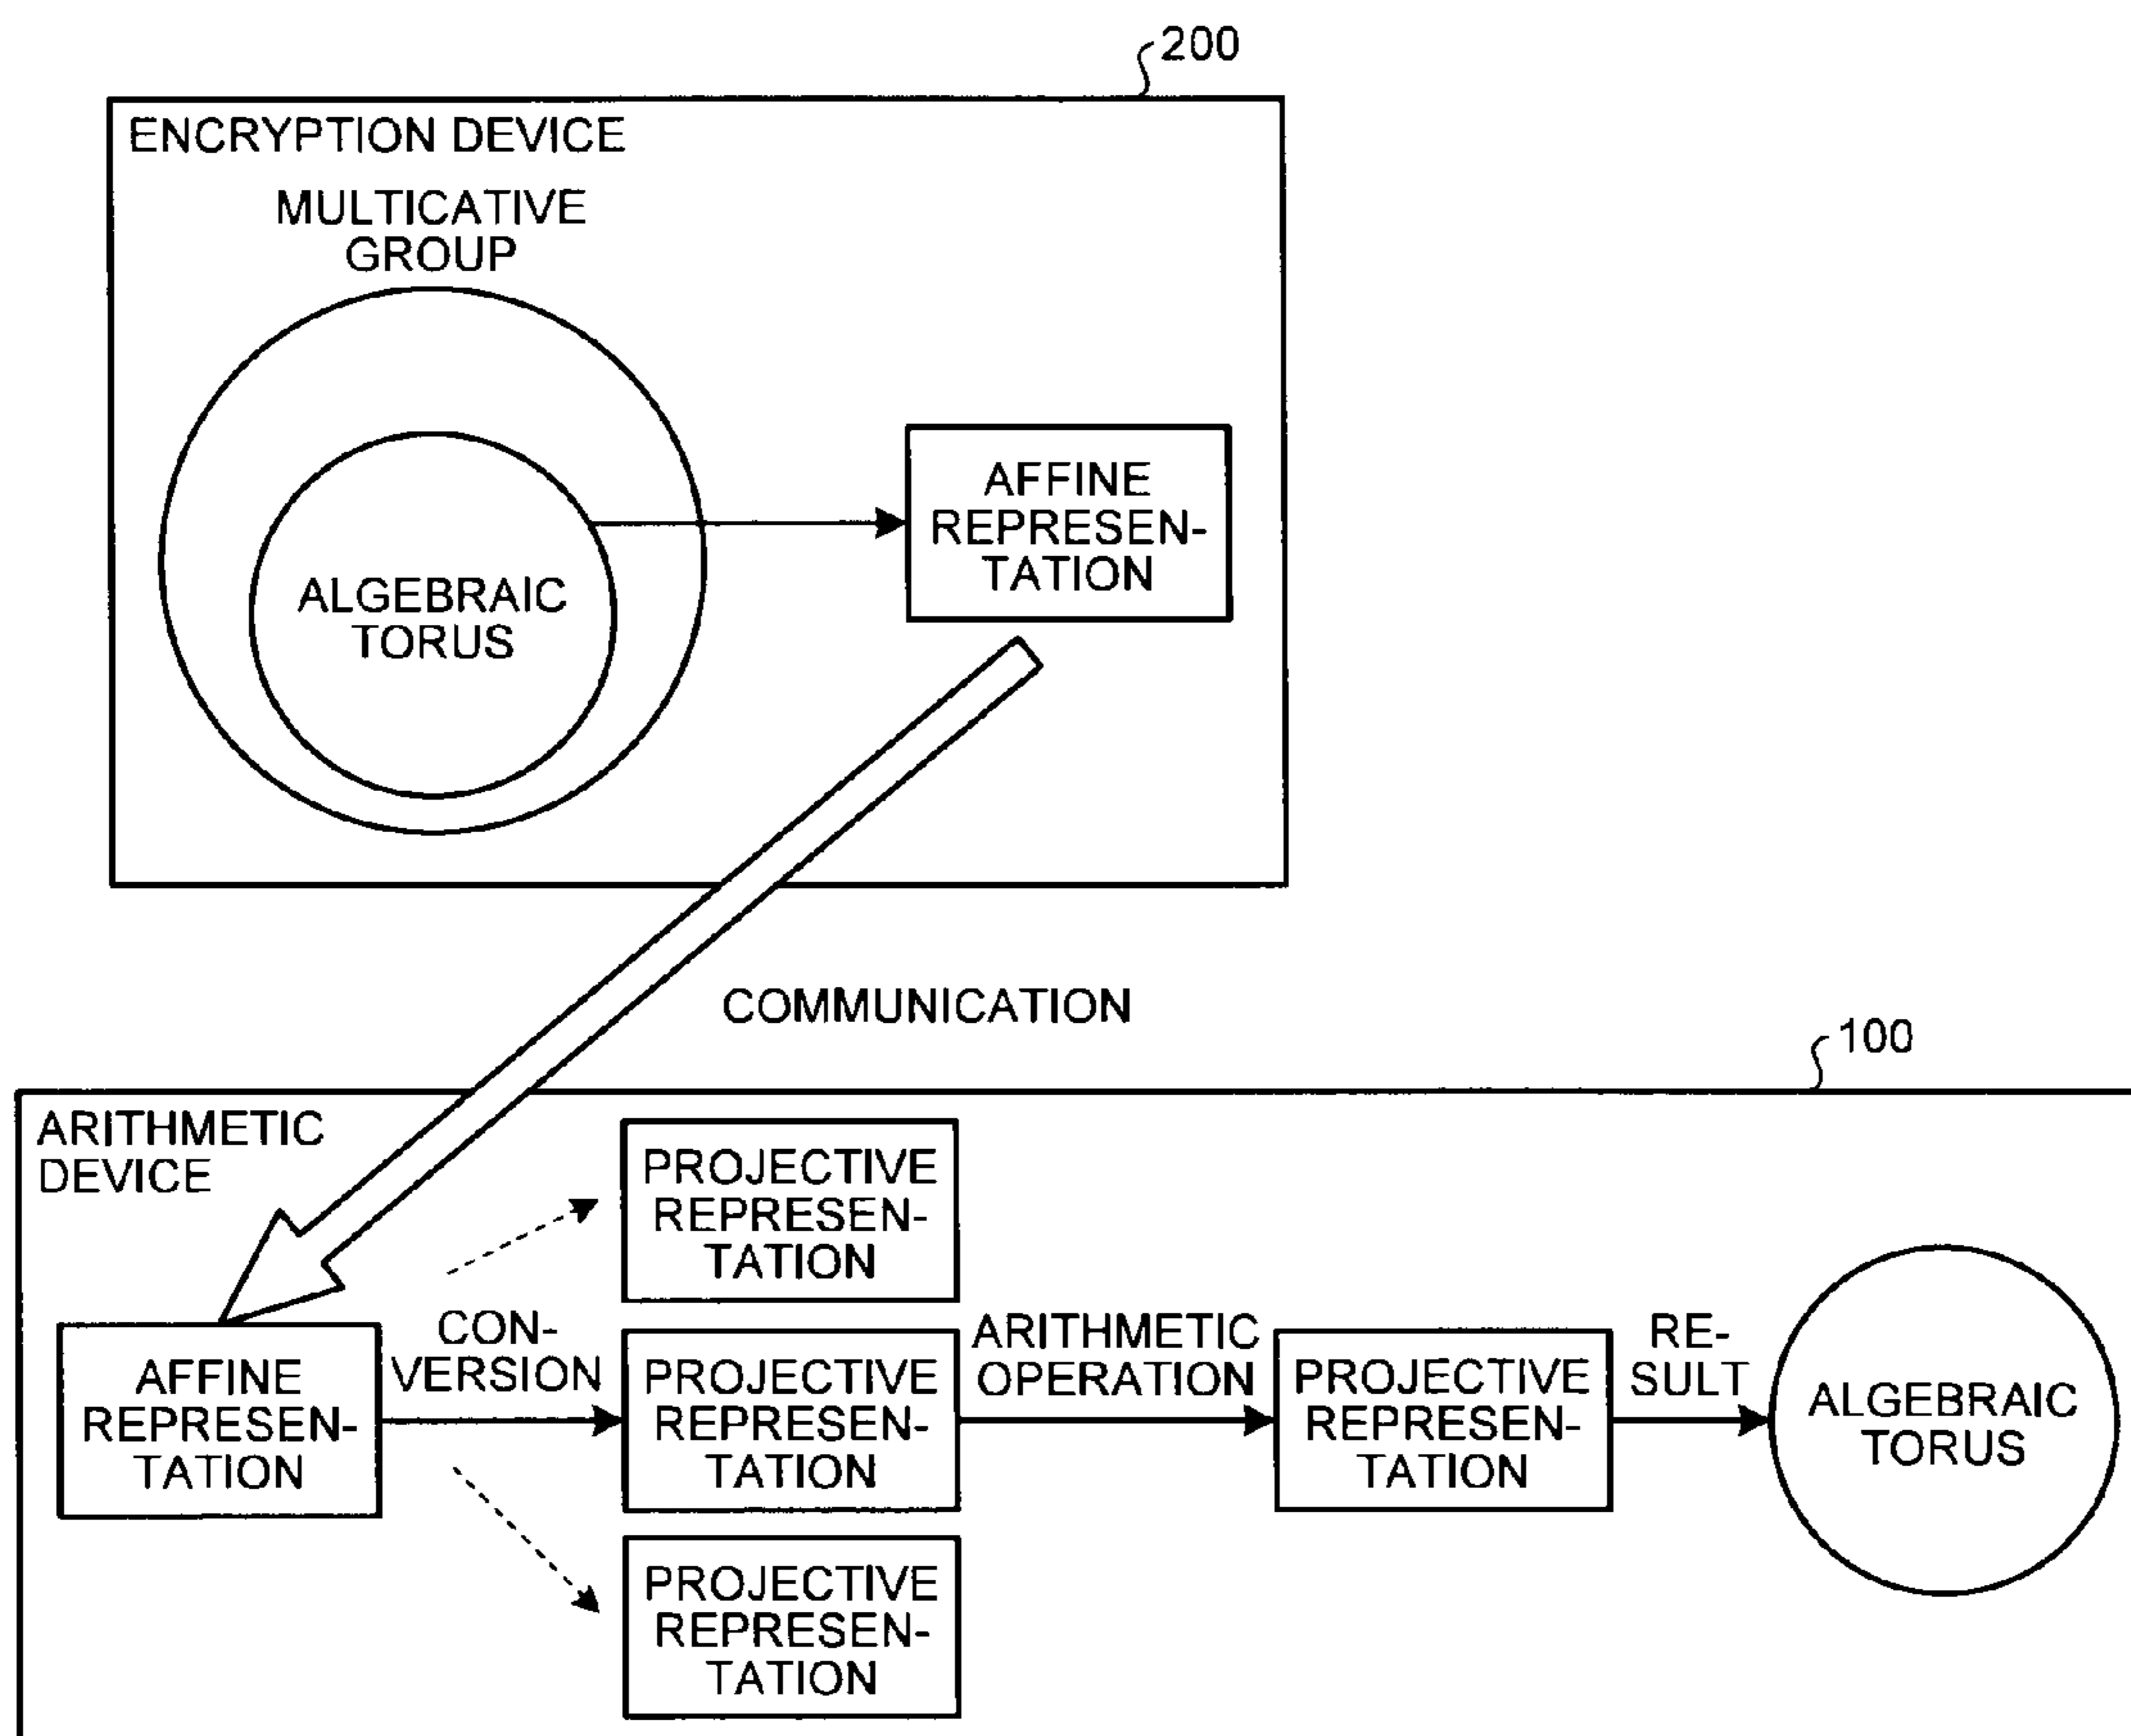 200
ENCRYPTION DEVICE
MULTICATIVE
GROUP
ALGEBRAIC
TORUS
AFFINE
REPRESEN-
TATION
COMMUNICATION
100
ARITHMETIC
DEVICE
PROJECTIVE
REPRESEN-
TATION
AFFINE
REPRESEN-
TATION
CON-
VERSION
PROJECTIVE
REPRESEN-
TATION
ARITHMETIC
OPERATION
PROJECTIVE
REPRESEN-
TATION
RE-
SULT
ALGEBRAIC
TORUS
PROJECTIVE
REPRESEN-
TATION